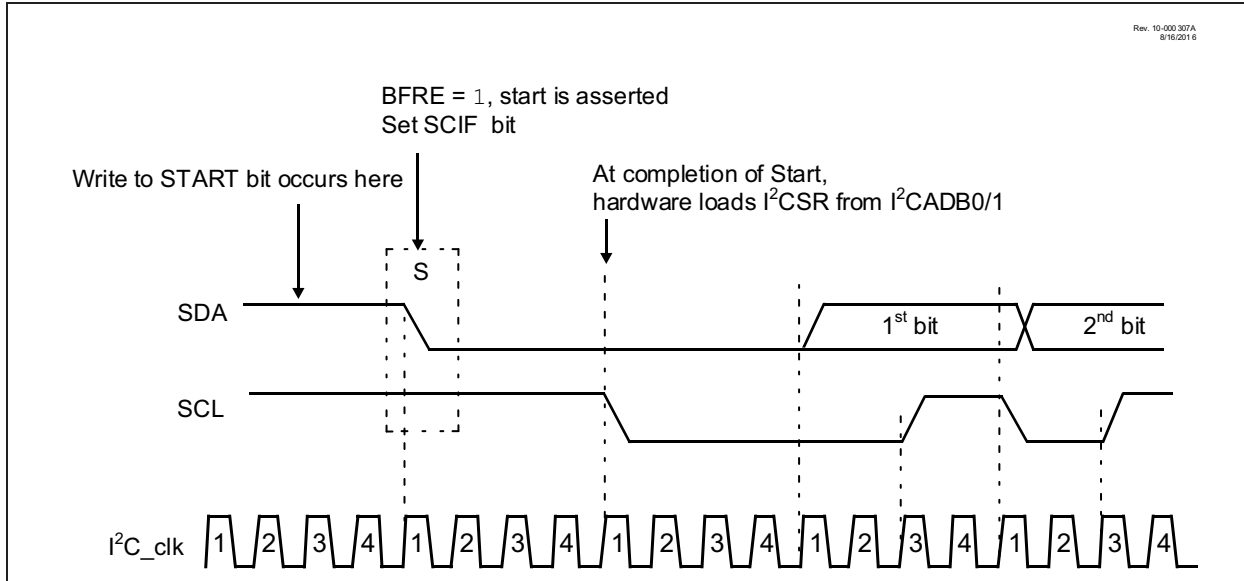 Rev. 10-000 307A
8/16/201 6
BFRE = 1, start is asserted
Set SCIF bit
Write to START bit occurs here
At completion of Start,
hardware loads I²CSR from I²CADB0/1
S
SDA
1st bit
2nd bit
SCL
I²C_clk 1 2 3 4 1 2 3 4 1 2 3 4 1 2 3 4 1 2 3 4